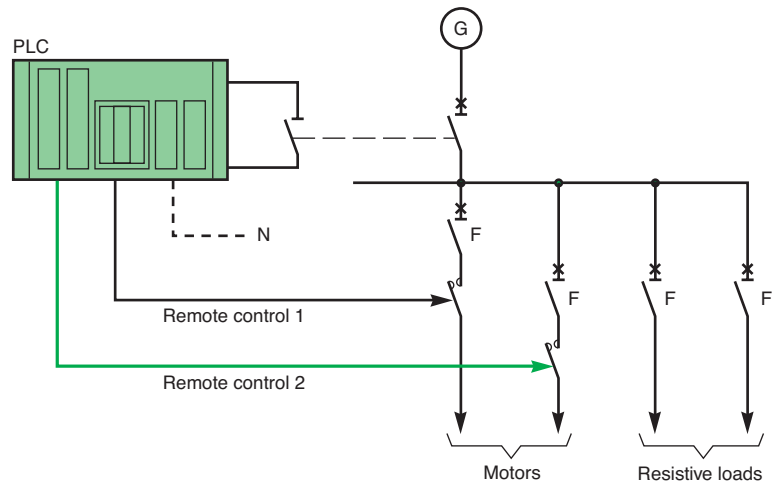 G
PLC
F
N
F
F
F
Remote control 1
Remote control 2
Motors
Resistive loads